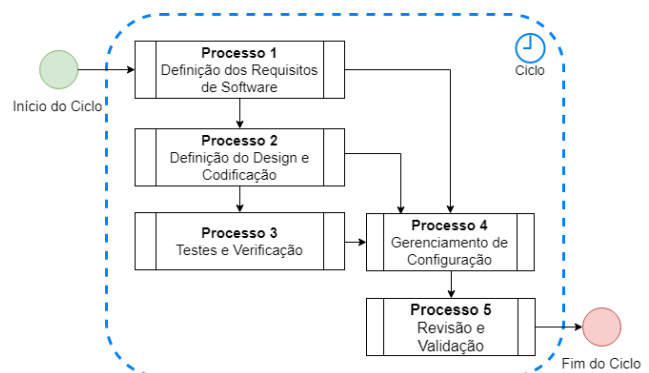 Processo 1
Definição dos Requisitos
de Software
Ciclo
Início do Ciclo
Processo 2
Definição do Design e
Codificação
Processo 3
Testes e Verificação
Processo 4
Gerenciamento de
Configuração
Processo 5
Revisão e
Validação
Fim do Ciclo